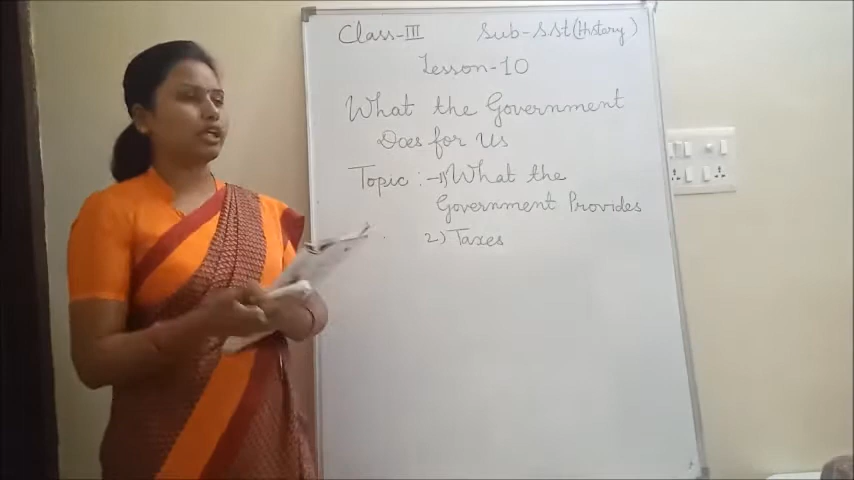 Class-III Sub-SST(History)
Lesson-10
What the Government
Does for Us
Topic :→1) What the
Government Provides
2) Taxes